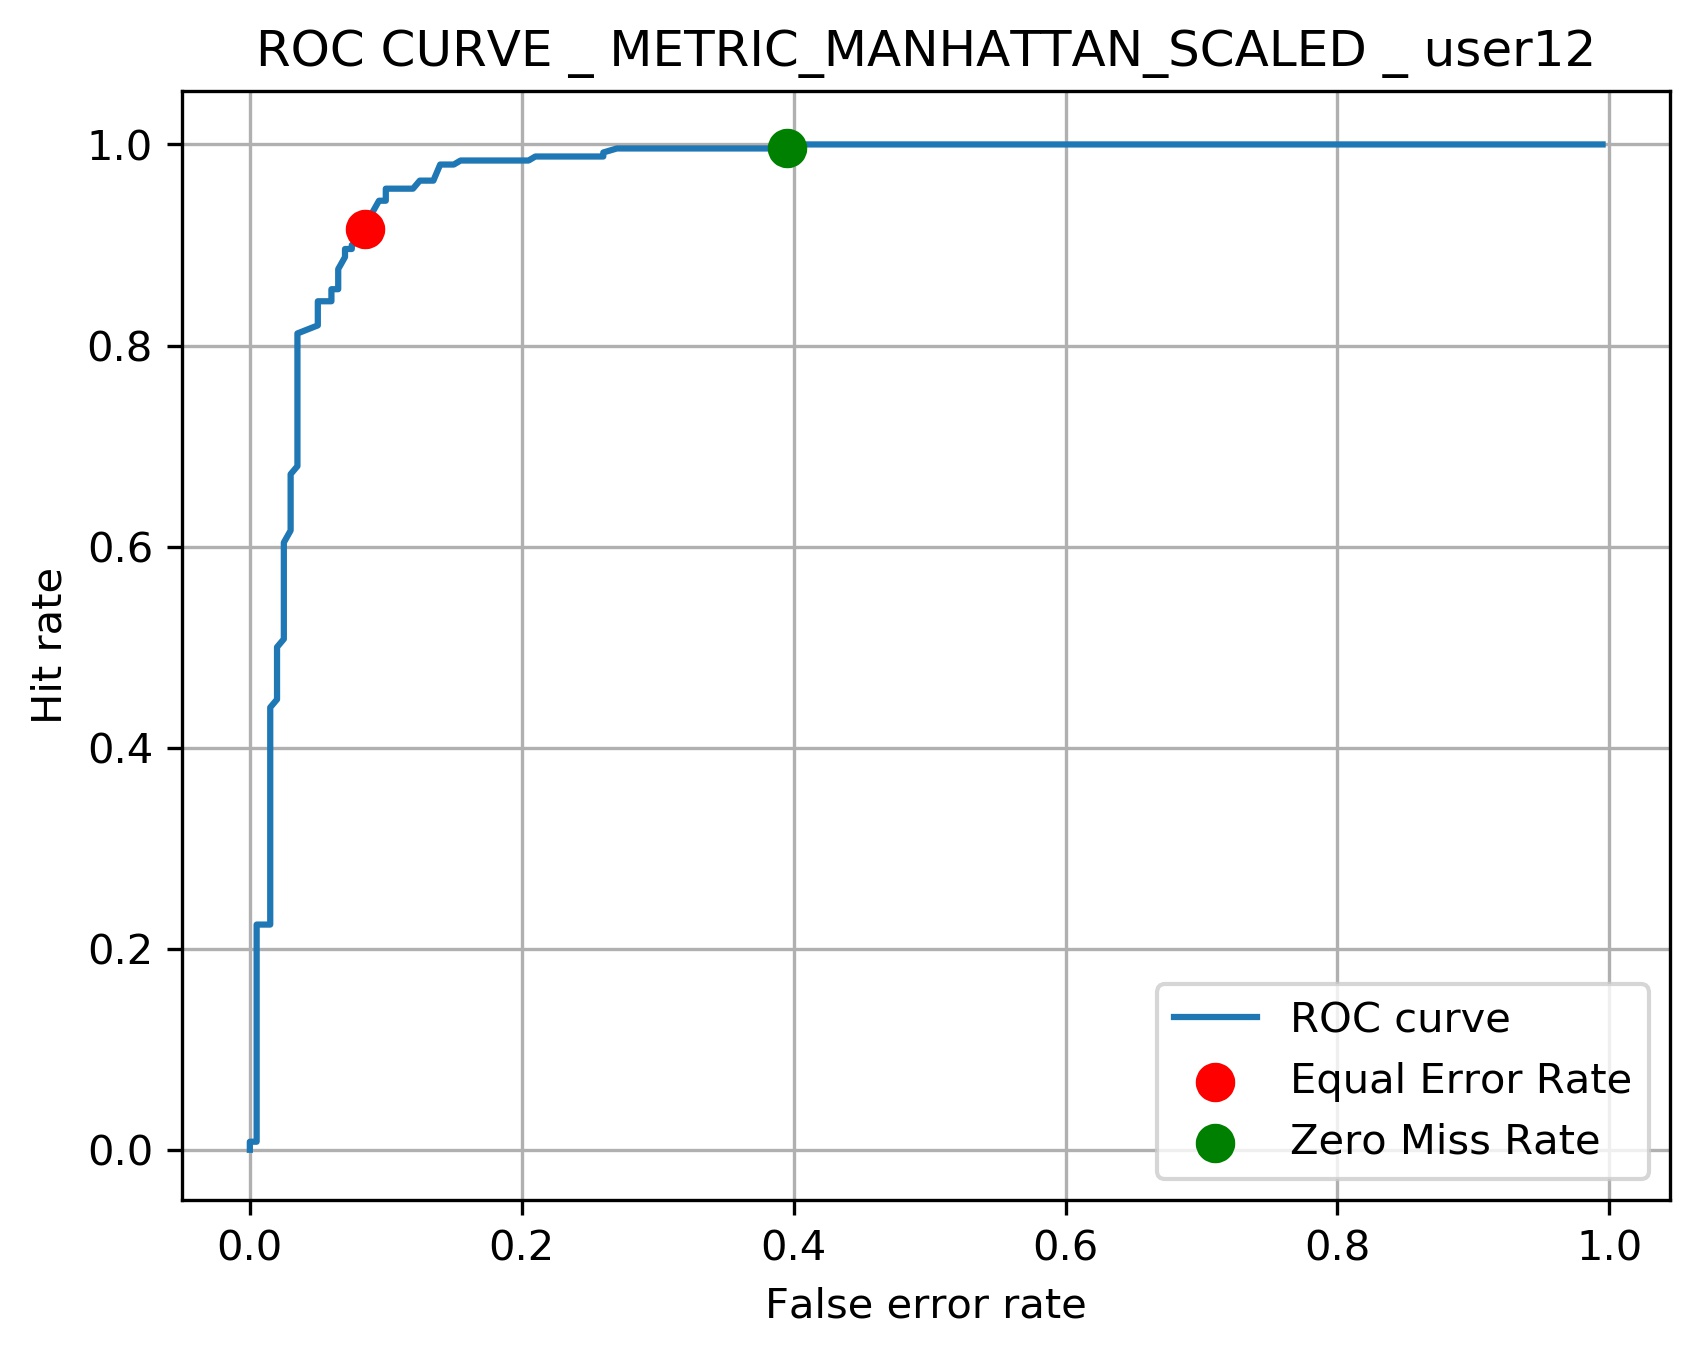 ROC CURVE _ METRIC_MANHATTAN_SCALED _ user12
1.0
0.8
0.6
0.4
0.2
0.0
Hit rate
ROC curve
Equal Error Rate
Zero Miss Rate
0.0 0.2 0.4 0.6 0.8 1.0
False error rate